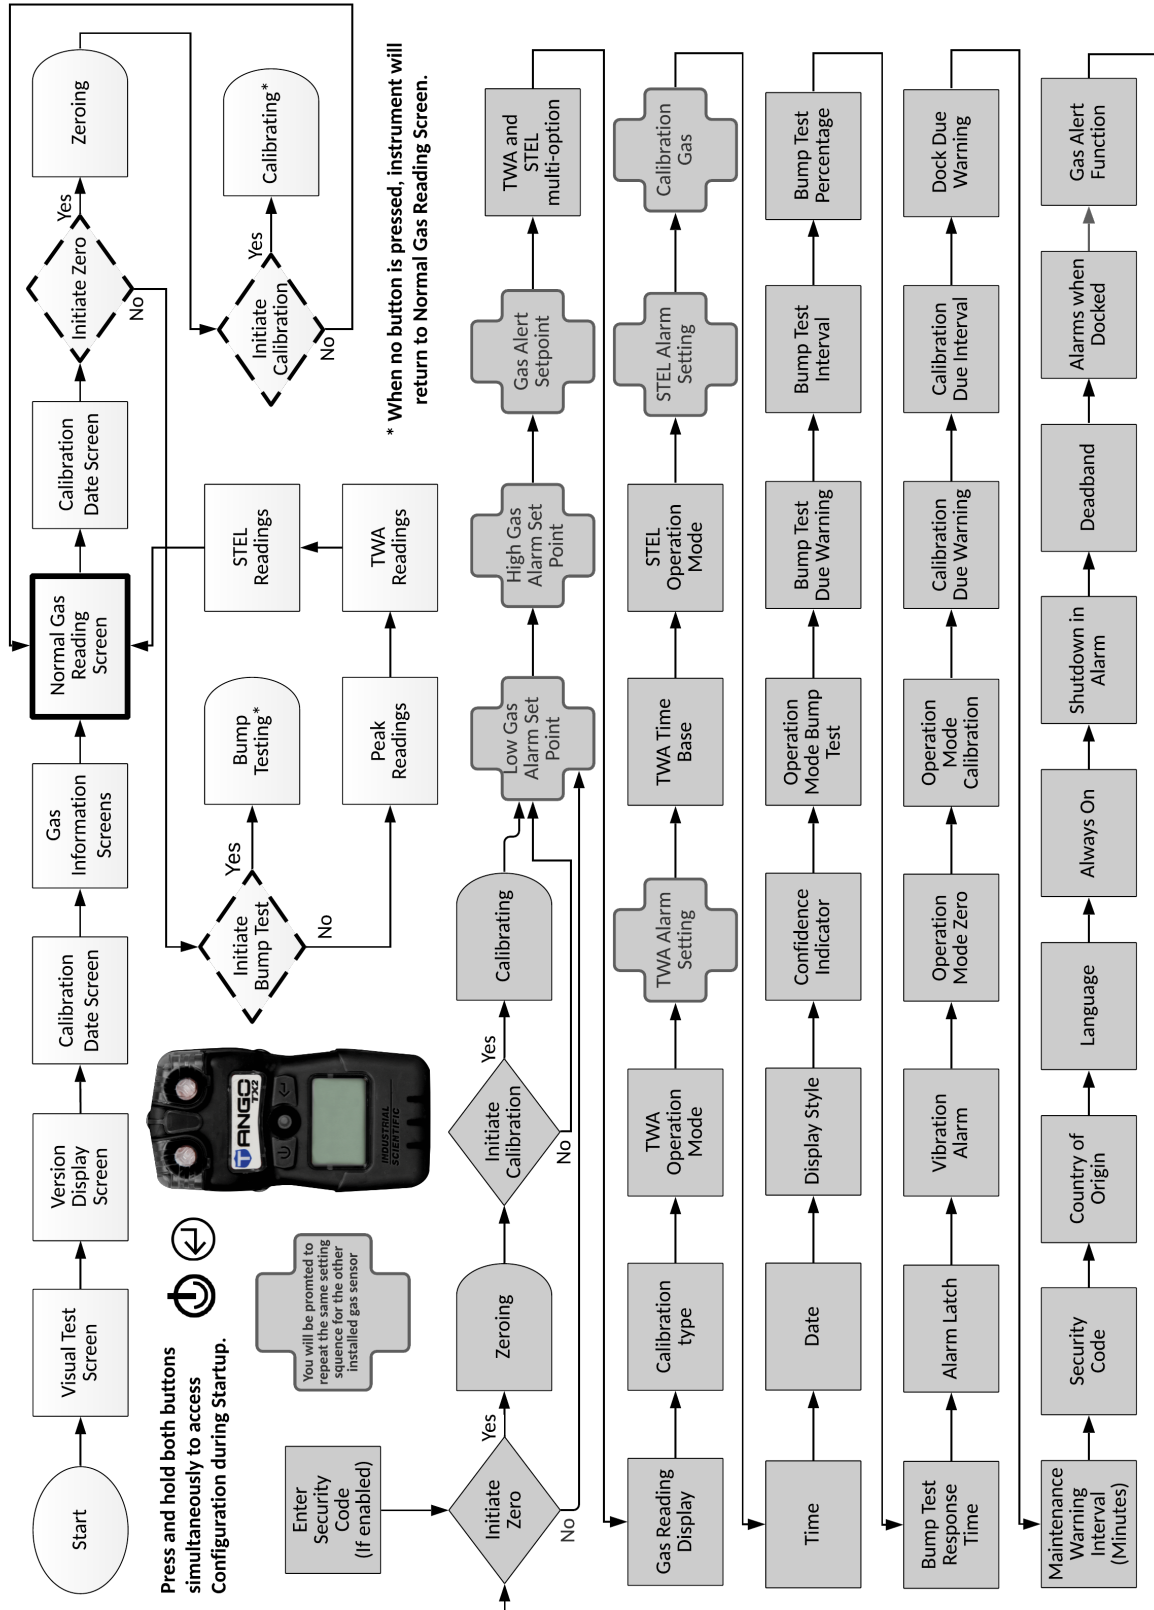 Start
Visual Test
Screen
Version
Display
Screen
Calibration
Date Screen
Gas
Information
Screens
Normal Gas
Reading
Screen
Calibration
Date Screen
Initiate Zero
Yes
No
Zeroing
Press and hold both buttons
simultaneously to access
Configuration during Startup.
TANGO
TX2
INDUSTRIAL
SCIENTIFIC
Initiate
Bump Test
Yes
No
Bump
Testing*
Peak
Readings
TWA
Readings
STEL
Readings
Initiate
Calibration
Yes
No
Calibrating*
* When no button is pressed, instrument will
return to Normal Gas Reading Screen.
You will be promted to
repeat the same setting
squence for the other
installed gas sensor
Enter
Security
Code
(If enabled)
Initiate
Zero
Yes
No
Zeroing
Initiate
Calibration
Yes
No
Calibrating
Low Gas
Alarm Set
Point
High Gas
Alarm Set
Point
Gas Alert
Setpoint
TWA and
STEL
multi-option
Gas Reading
Display
Calibration
type
TWA
Operation
Mode
TWA Alarm
Setting
TWA Time
Base
STEL
Operation
Mode
STEL Alarm
Setting
Calibration
Gas
Time
Date
Display Style
Confidence
Indicator
Operation
Mode Bump
Test
Bump Test
Due Warning
Bump Test
Interval
Bump Test
Percentage
Bump Test
Response
Time
Alarm Latch
Vibration
Alarm
Operation
Mode Zero
Operation
Mode
Calibration
Calibration
Due Warning
Calibration
Due Interval
Dock Due
Warning
Maintenance
Warning
Interval
(Minutes)
Security
Code
Country of
Origin
Language
Always On
Shutdown in
Alarm
Deadband
Alarms when
Docked
Gas Alert
Function